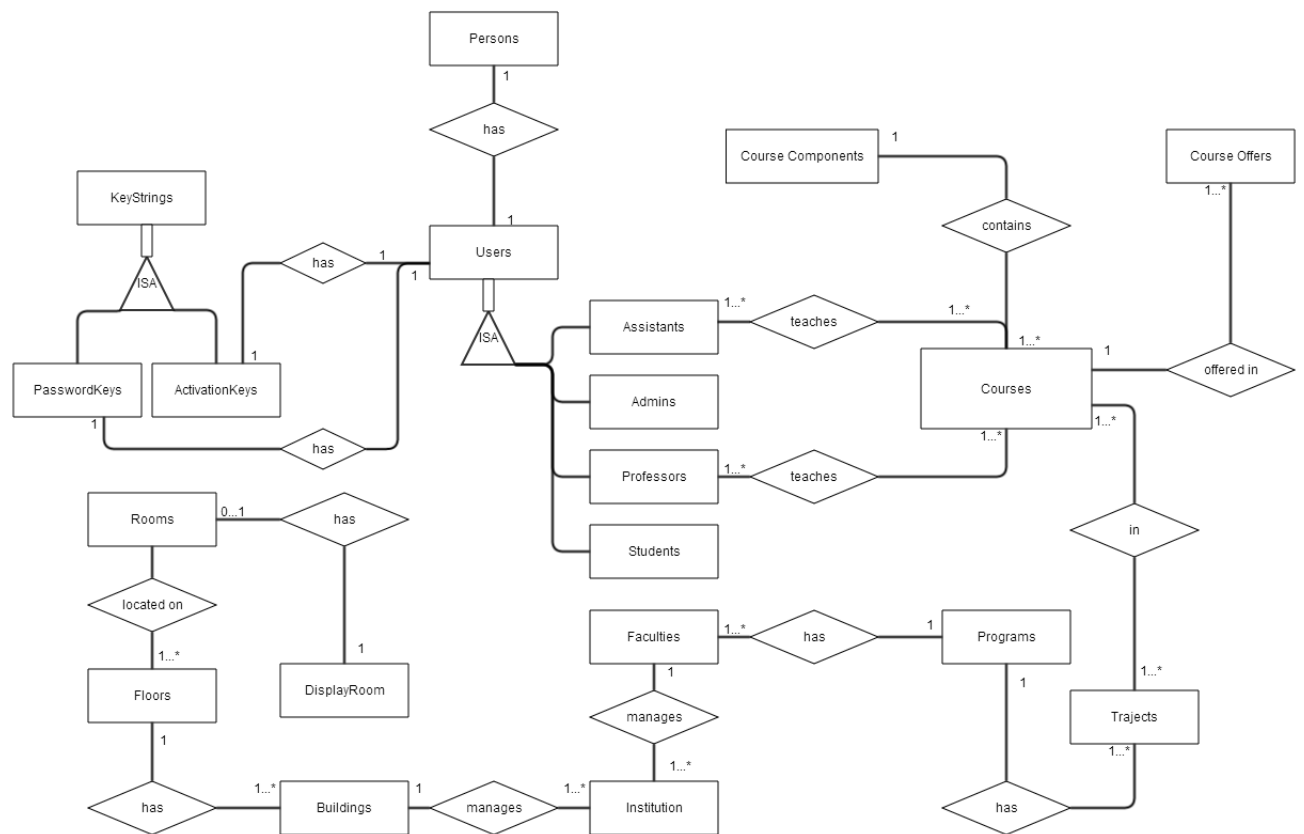 Persons
1
has
1
Course Components
1
Course Offers
1...*
KeyStrings
contains
Users
ISA
has
1
1
1...*
Assistants
1...*
teaches
1...*
ISA
1...*
PasswordKeys
ActivationKeys
1
Courses
1
offered in
Admins
1
1...*
1...*
has
Professors
1...*
teaches
Rooms
0...1
has
Students
in
located on
Faculties
1...*
has
1
Programs
1...*
1
1
1
1...*
Floors
DisplayRoom
manages
Trajects
1
1...*
1...*
has
1...*
Buildings
1
manages
1...*
Institution
has